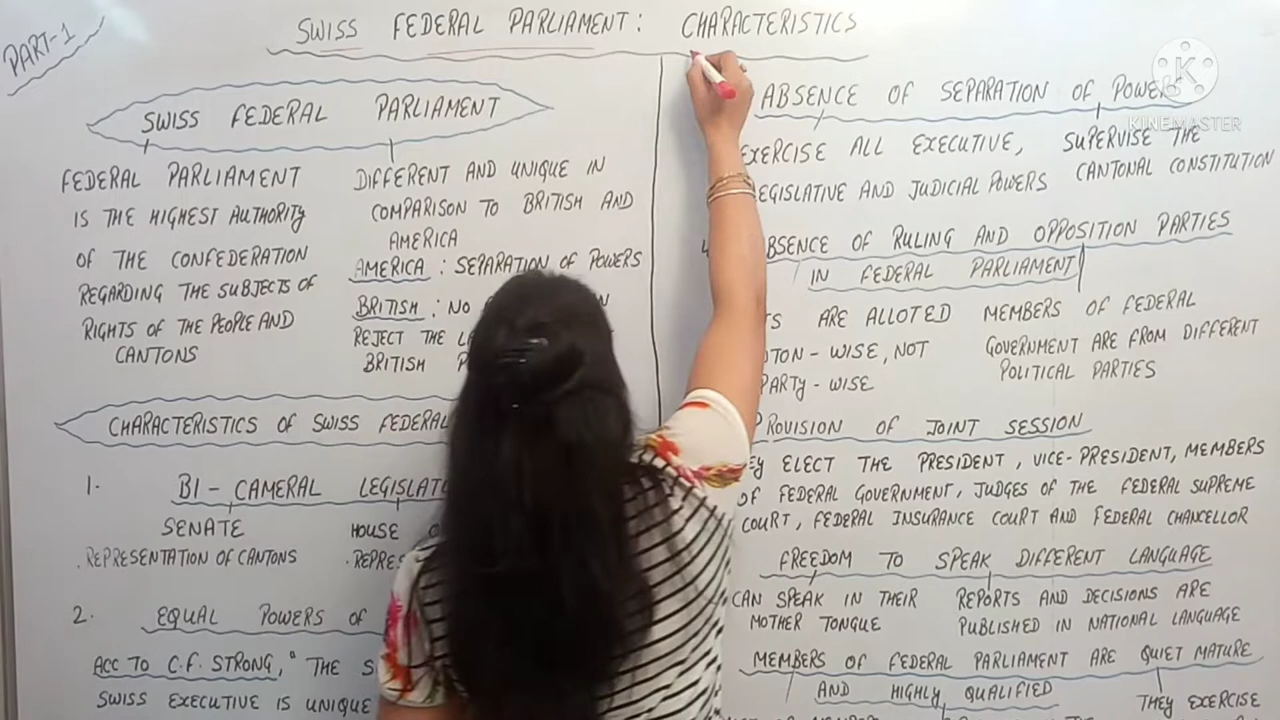 PART-1
SWISS FEDERAL PARLIAMENT: CHARACTERISTICS
SWISS FEDERAL PARLIAMENT
FEDERAL PARLIAMENT
IS THE HIGHEST AUTHORITY
OF THE CONFEDERATION
REGARDING THE SUBJECTS OF
RIGHTS OF THE PEOPLE AND
CANTONS
DIFFERENT AND UNIQUE IN
COMPARISON TO BRITISH AND
AMERICA
AMERICA : SEPARATION OF POWERS
BRITISH : NO
REJECT THE
BRITISH
CHARACTERISTICS OF SWISS FEDERAL
1. BI-CAMERAL
SENATE
REPRESENTATION OF CANTONS
HOUSE
2. EQUAL POWERS OF
ACC TO C.F. STRONG, " THE
SWISS EXECUTIVE IS UNIQUE
ABSENCE OF SEPARATION OF POWERS
EXERCISE ALL EXECUTIVE,
LEGISLATIVE AND JUDICIAL POWERS
SUPERVISE THE
CANTONAL CONSTITUTION
ABSENCE OF RULING AND OPPOSITION PARTIES
IN FEDERAL PARLIAMENT
ARE ALLOTED
WISE, NOT
PARTY-WISE
MEMBERS OF FEDERAL
GOVERNMENT ARE FROM DIFFERENT
POLITICAL PARTIES
PROVISION OF JOINT SESSION
ELECT THE PRESIDENT, VICE-PRESIDENT, MEMBERS
OF FEDERAL GOVERNMENT, JUDGES OF THE FEDERAL SUPREME
COURT, FEDERAL INSURANCE COURT AND FEDERAL CHANCELLOR
FREEDOM TO SPEAK DIFFERENT LANGUAGE
CAN SPEAK IN THEIR
MOTHER TONGUE
REPORTS AND DECISIONS ARE
PUBLISHED IN NATIONAL LANGUAGE
MEMBERS OF FEDERAL PARLIAMENT ARE QUIET MATURE
AND HIGHLY QUALIFIED
THEY EXERCISE
K
KINEMASTER